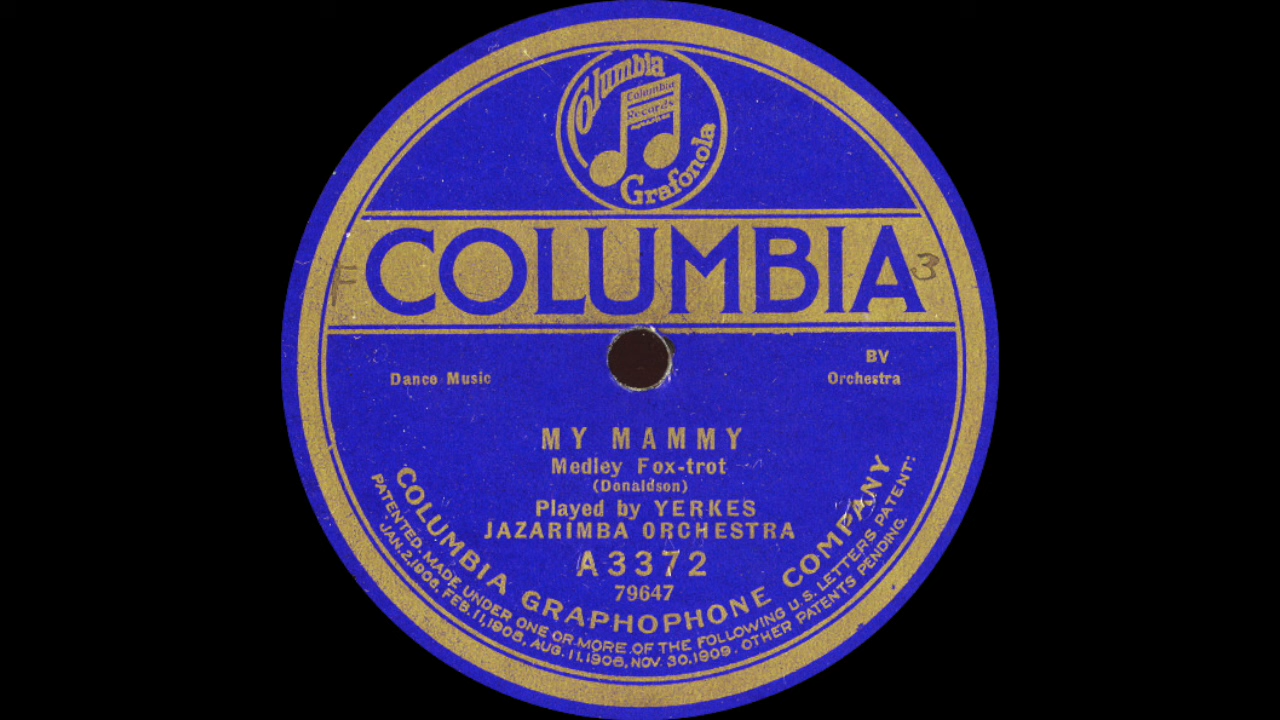 Columbia
Columbia
Records
Grafonola
COLUMBIA
F
3
BV
Dance Music
Orchestra
MY MAMMY
Medley Fox-trot
(Donaldson)
Played by YERKES
JAZARIMBA ORCHESTRA
A3372
79647
COLUMBIA GRAPHOPHONE COMPANY
PATENTED. MADE UNDER ONE OR MORE OF THE FOLLOWING U.S. LETTERS PATENT:
JAN. 2, 1906, FEB. 11, 1908, AUG. 11, 1908, NOV. 30, 1909. OTHER PATENTS PENDING.